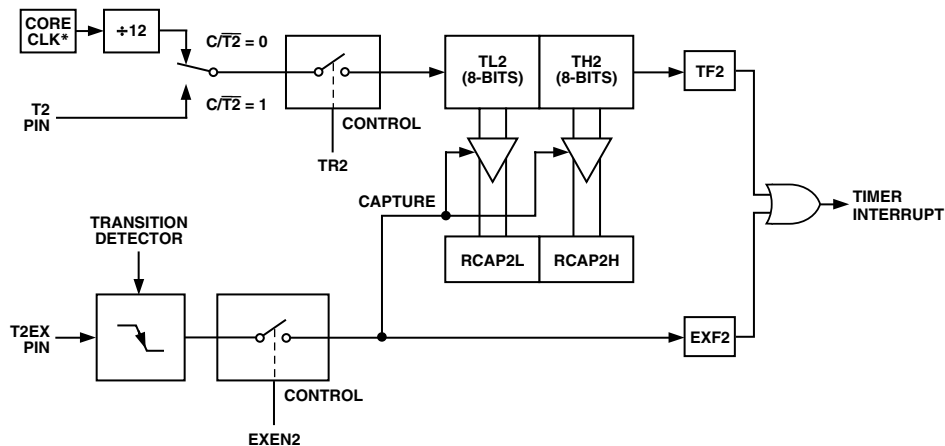 CORE
CLK*
÷12
C/T2̅ = 0
C/T2̅ = 1
T2
PIN
CONTROL
TR2
TL2
(8-BITS)
TH2
(8-BITS)
TF2
CAPTURE
TIMER
INTERRUPT
TRANSITION
DETECTOR
RCAP2L
RCAP2H
T2EX
PIN
EXF2
CONTROL
EXEN2